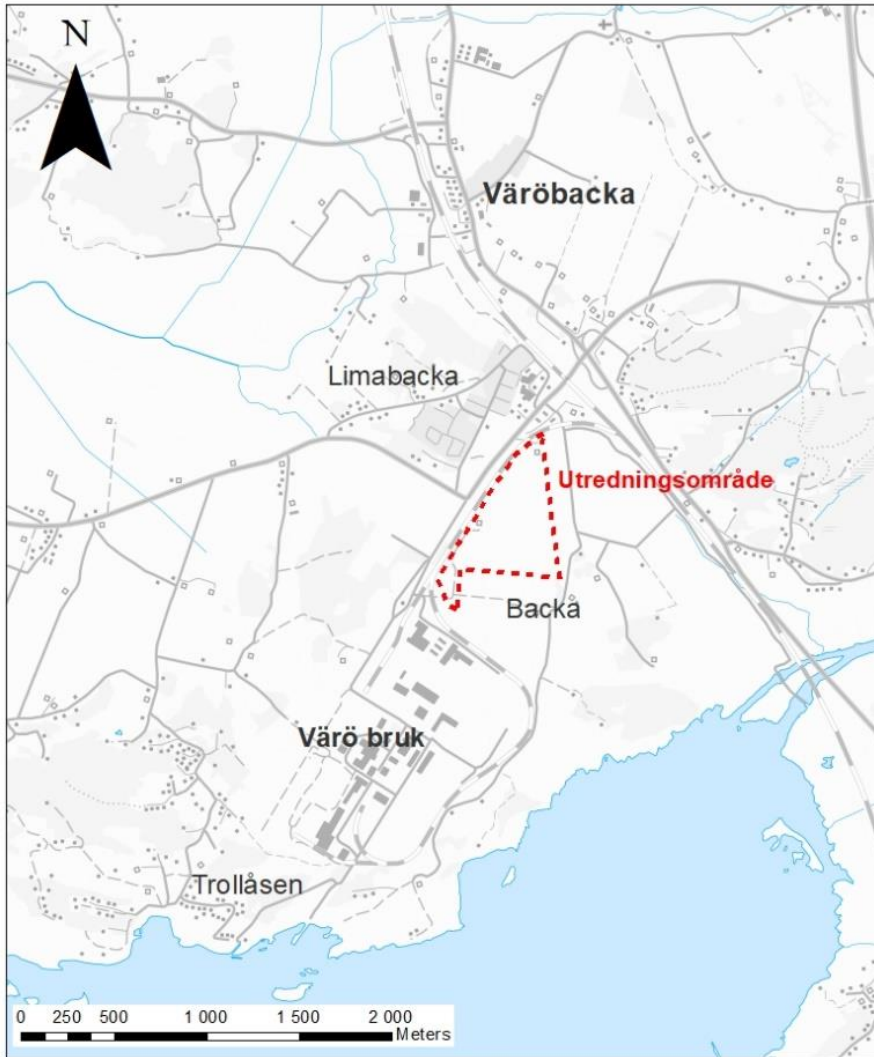 N
Väröbacka
Limabacka
Utredningsområde
Backa
Värö bruk
Trollåsen
0 250 500 1 000 1 500 2 000
Meters